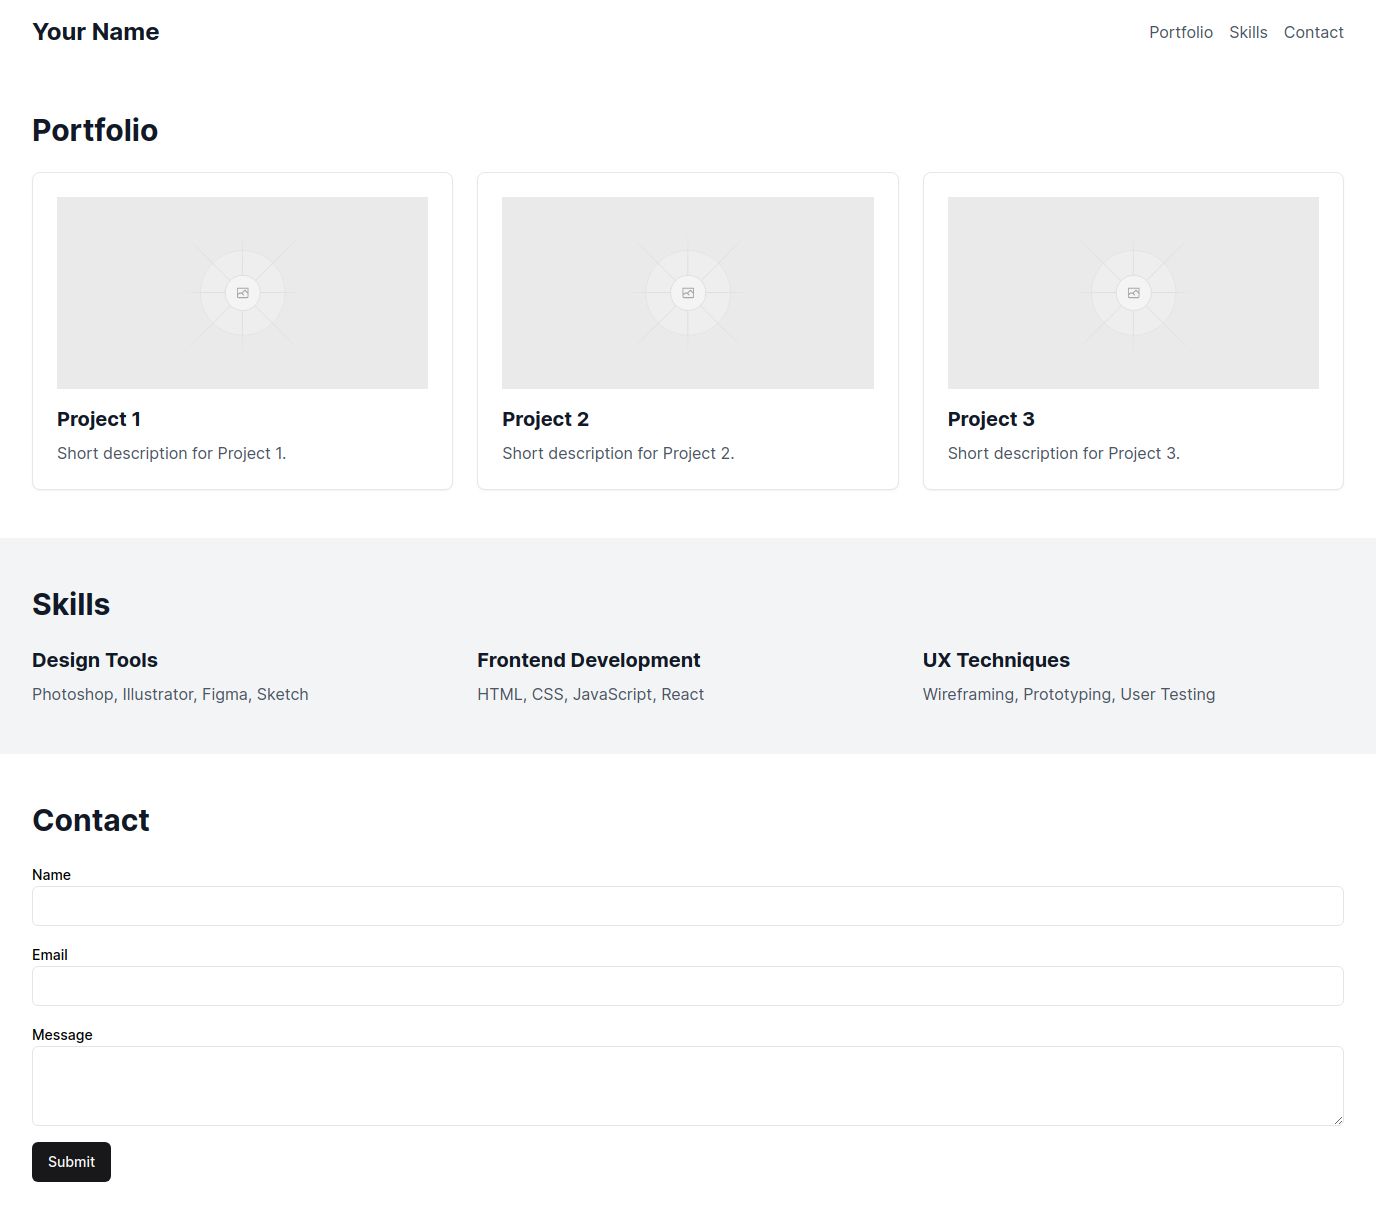 Your Name
Portfolio Skills Contact
Portfolio
Project 1
Short description for Project 1.
Project 2
Short description for Project 2.
Project 3
Short description for Project 3.
Skills
Design Tools
Photoshop, Illustrator, Figma, Sketch
Frontend Development
HTML, CSS, JavaScript, React
UX Techniques
Wireframing, Prototyping, User Testing
Contact
Name
Email
Message
Submit